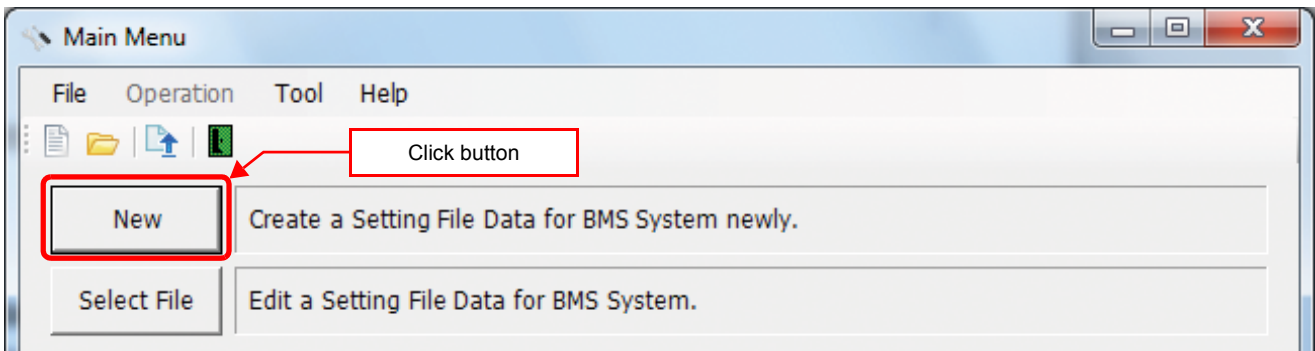 Main Menu
File Operation Tool Help
Click button
New Create a Setting File Data for BMS System newly.
Select File Edit a Setting File Data for BMS System.